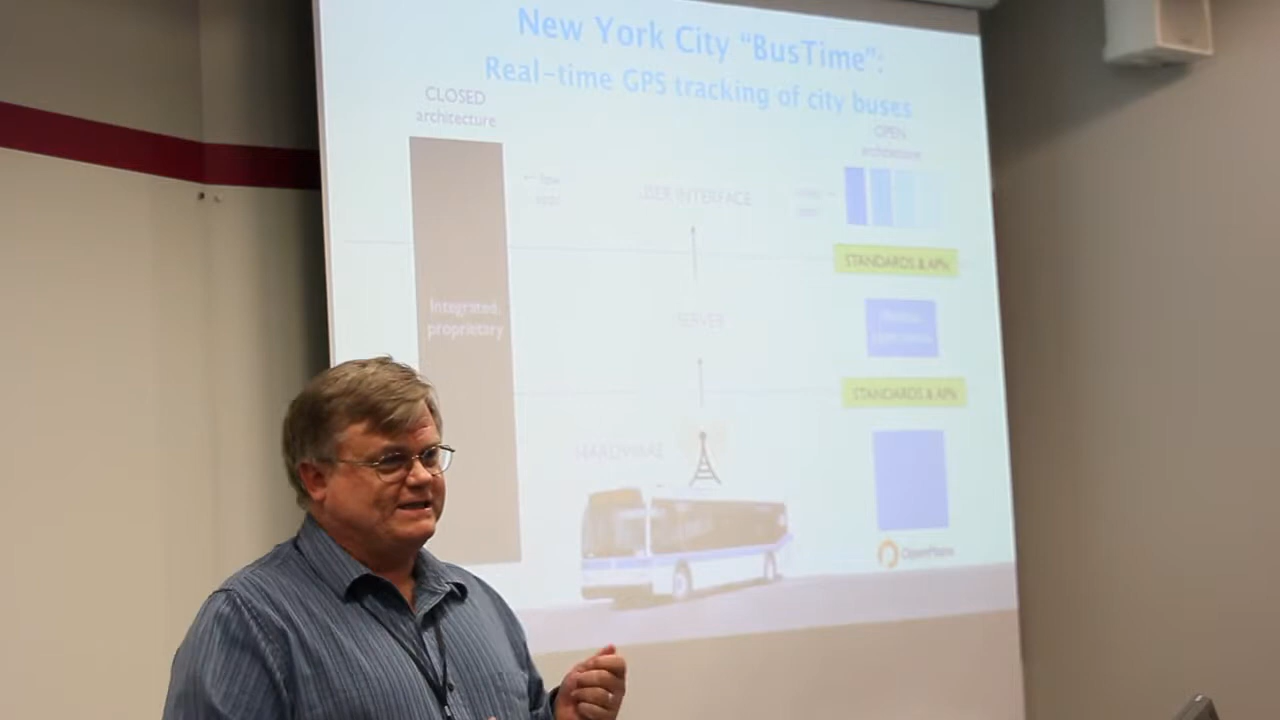 New York City “BusTime”:
Real-time GPS tracking of city buses
CLOSED
architecture
OPEN
architecture
USER INTERFACE
STANDARDS & APIs
Integrated,
proprietary
SERVER
STANDARDS & APIs
HARDWARE
OpenPlans